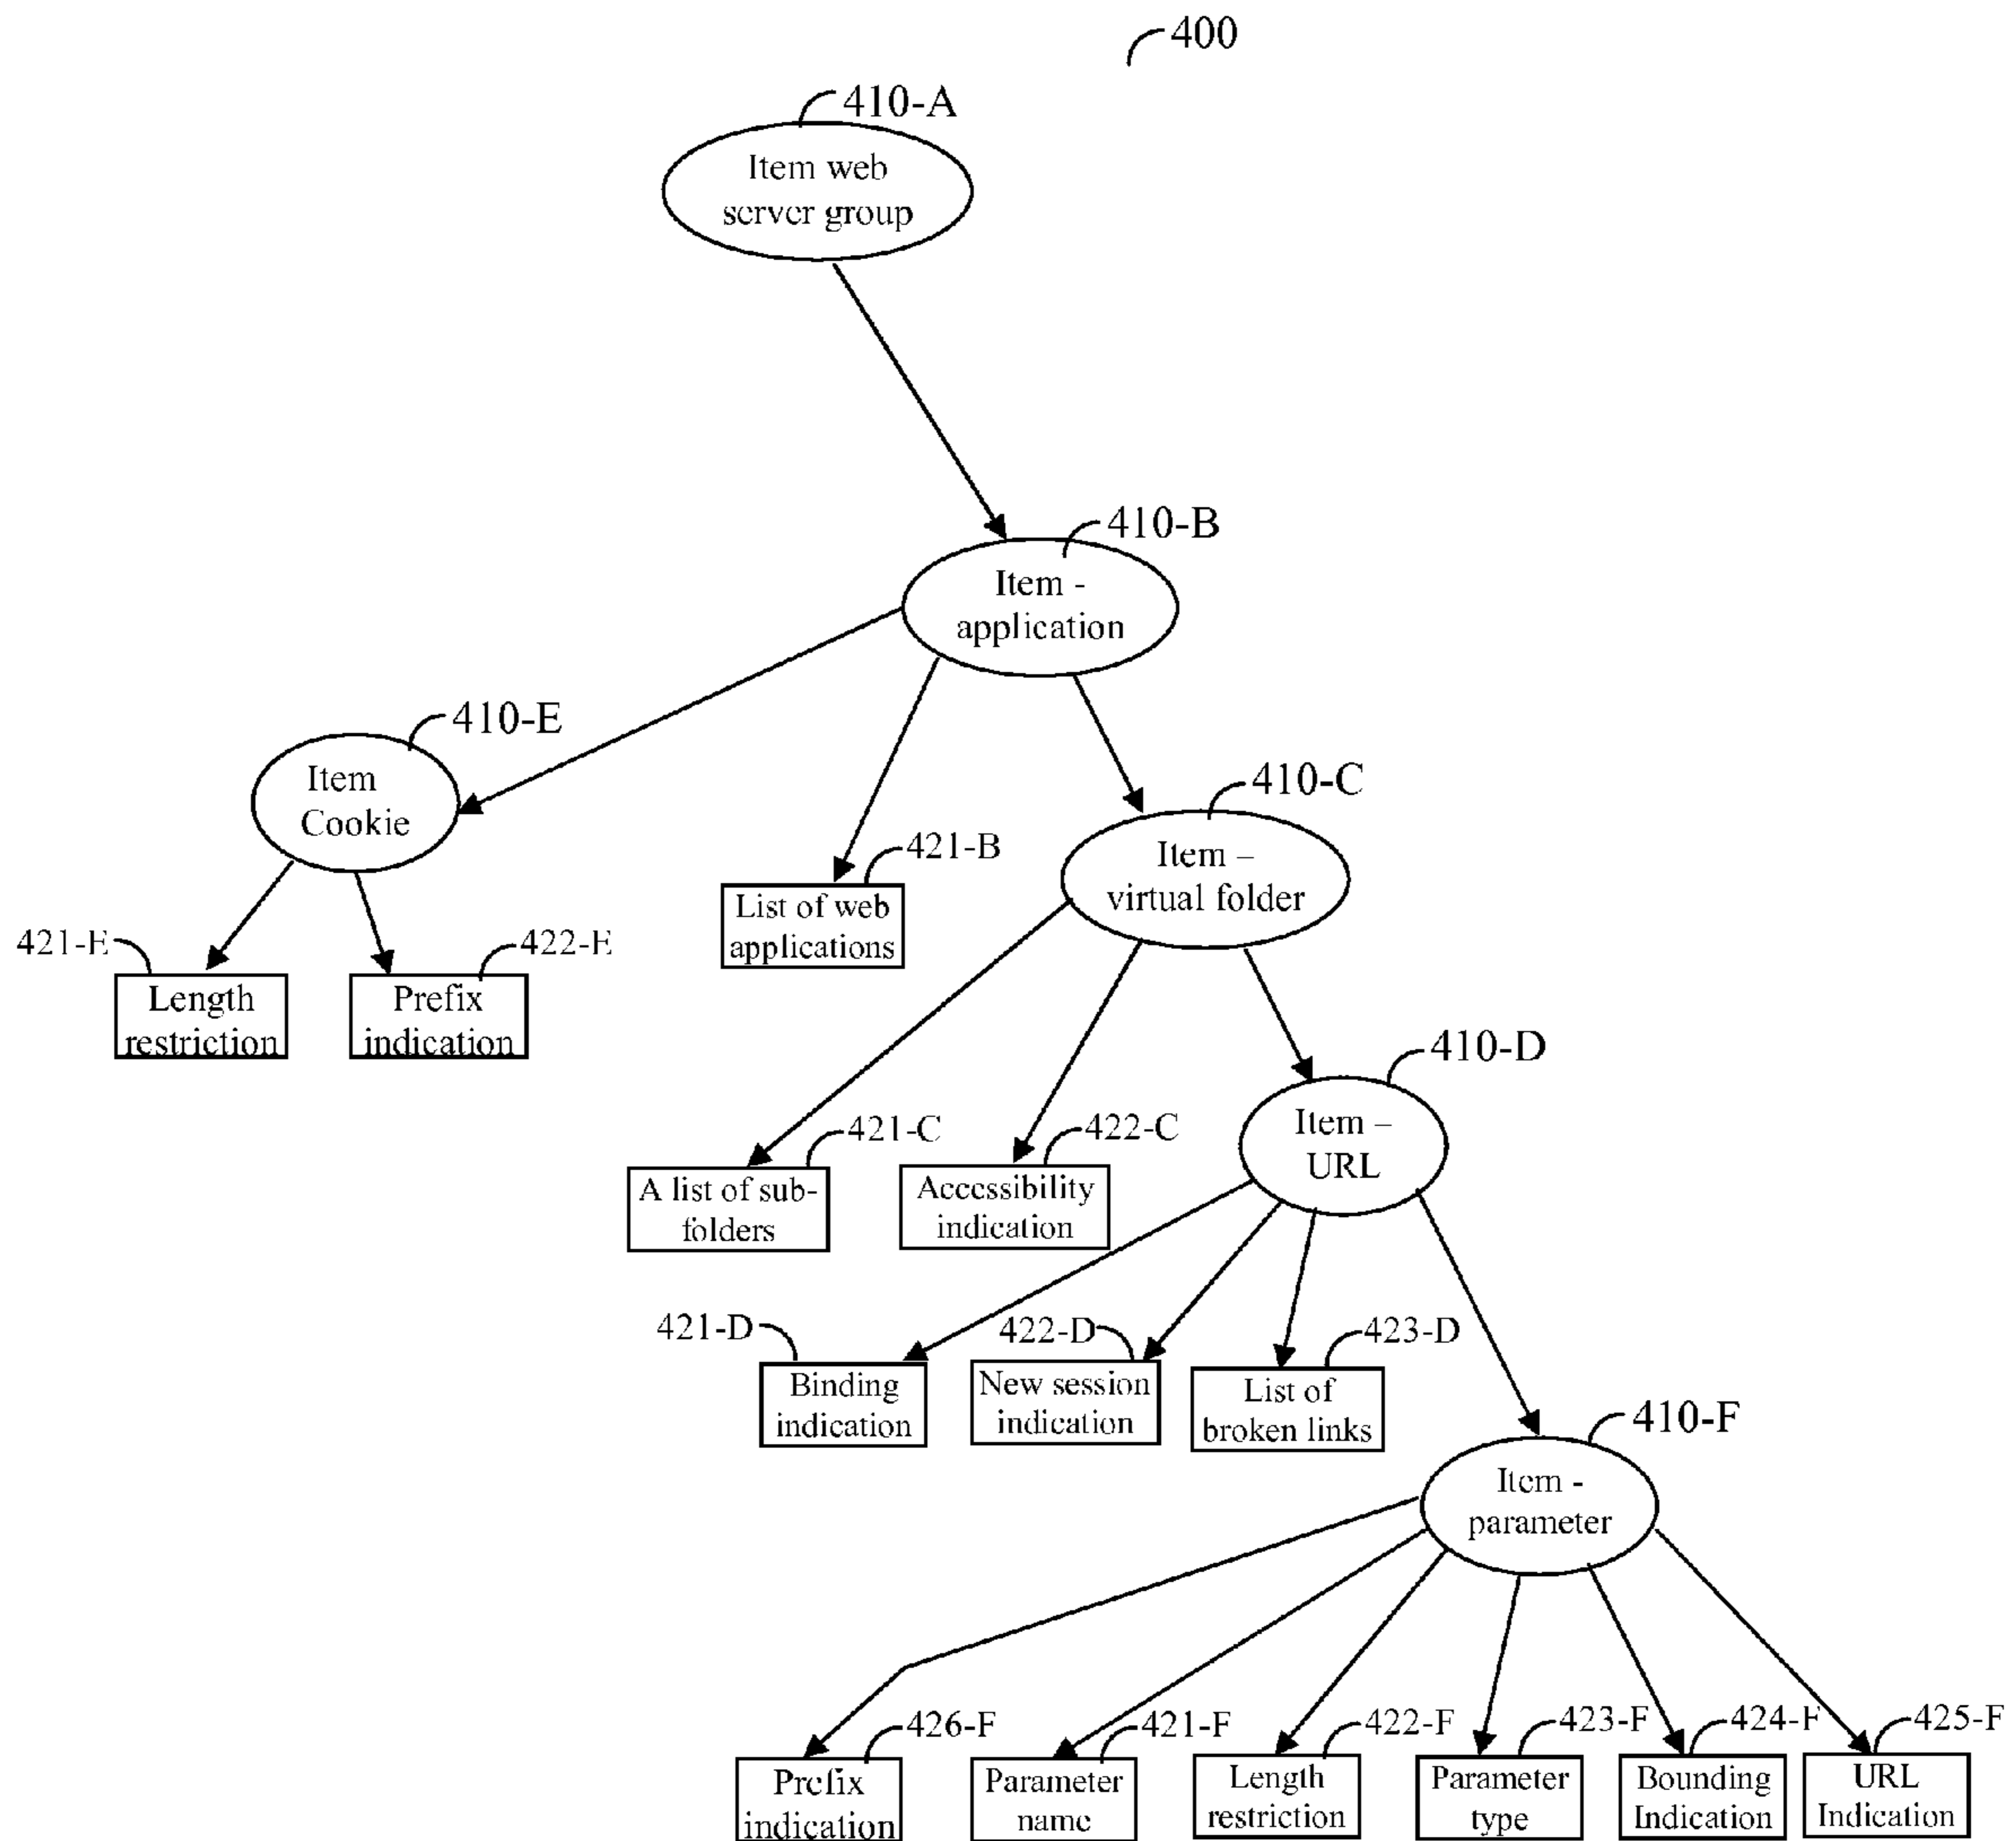 400
410-A
Item web
server group
410-B
Item -
application
410-E
Item
Cookie
410-C
Item –
virtual folder
421-B
List of web
applications
421-E
Length
restriction
422-E
Prefix
indication
410-D
Item –
URL
421-C
A list of sub-
folders
422-C
Accessibility
indication
421-D
Binding
indication
422-D
New session
indication
423-D
List of
broken links
410-F
Item -
parameter
426-F
Prefix
indication
421-F
Parameter
name
422-F
Length
restriction
423-F
Parameter
type
424-F
Bounding
Indication
425-F
URL
Indication